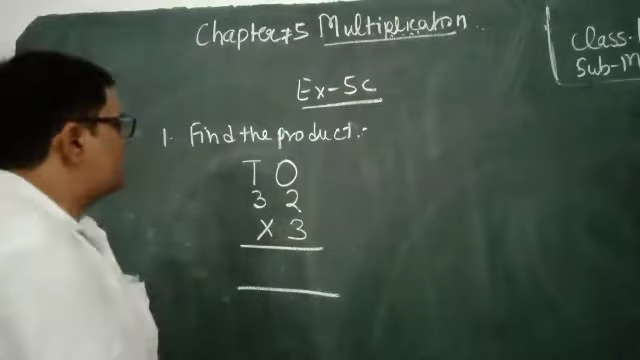 Chapter-5 Multiplication
Class-
Sub-M
Ex-5c
1. Find the product:-
T O
3 2
X 3